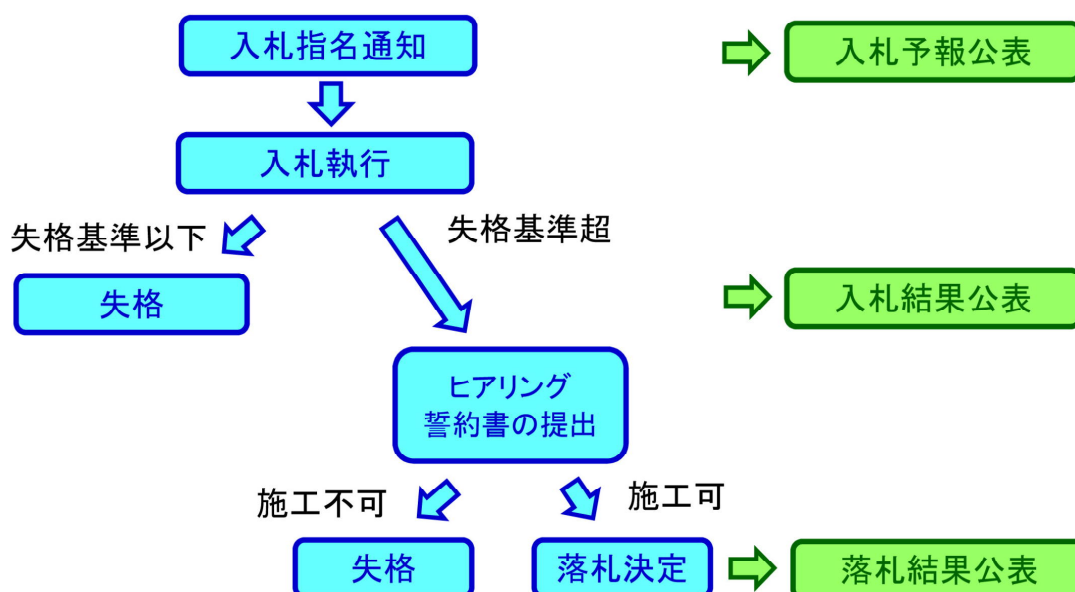 入札指名通知
入札予報公表
入札執行
失格基準以下
失格基準超
失格
入札結果公表
ヒアリング
誓約書の提出
施工不可
施工可
失格
落札決定
落札結果公表